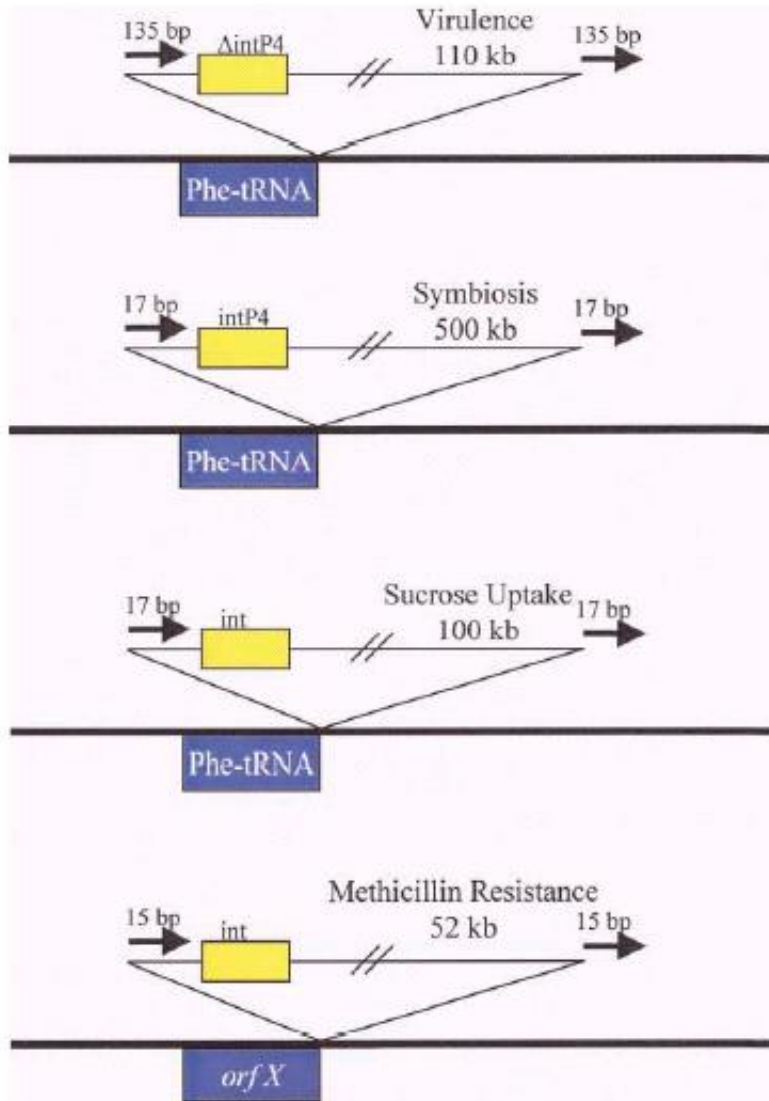 135 bp
ΔintP4
Virulence
110 kb
135 bp
Phe-tRNA
17 bp
intP4
Symbiosis
500 kb
17 bp
Phe-tRNA
17 bp
int
Sucrose Uptake
100 kb
17 bp
Phe-tRNA
15 bp
int
Methicillin Resistance
52 kb
15 bp
orf X